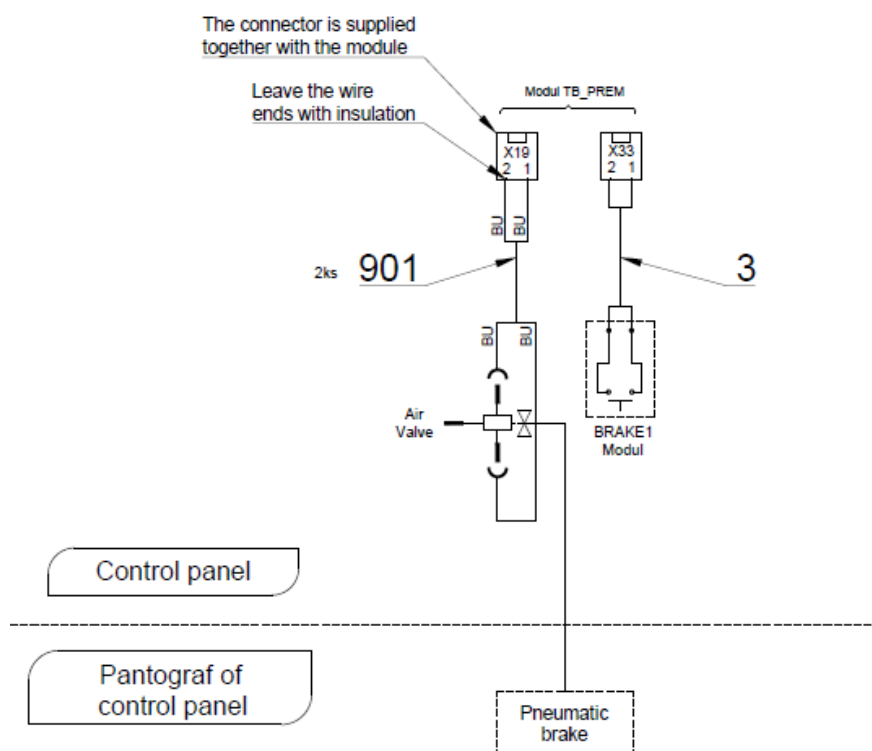 The connector is supplied
together with the module
Leave the wire
ends with insulation
Modul TB_PREM
X19
2 1
X33
2 1
BU
BU
2ks
901
3
BU
BU
Air
Valve
BRAKE1
Modul
Control panel
Pantograf of
control panel
Pneumatic
brake